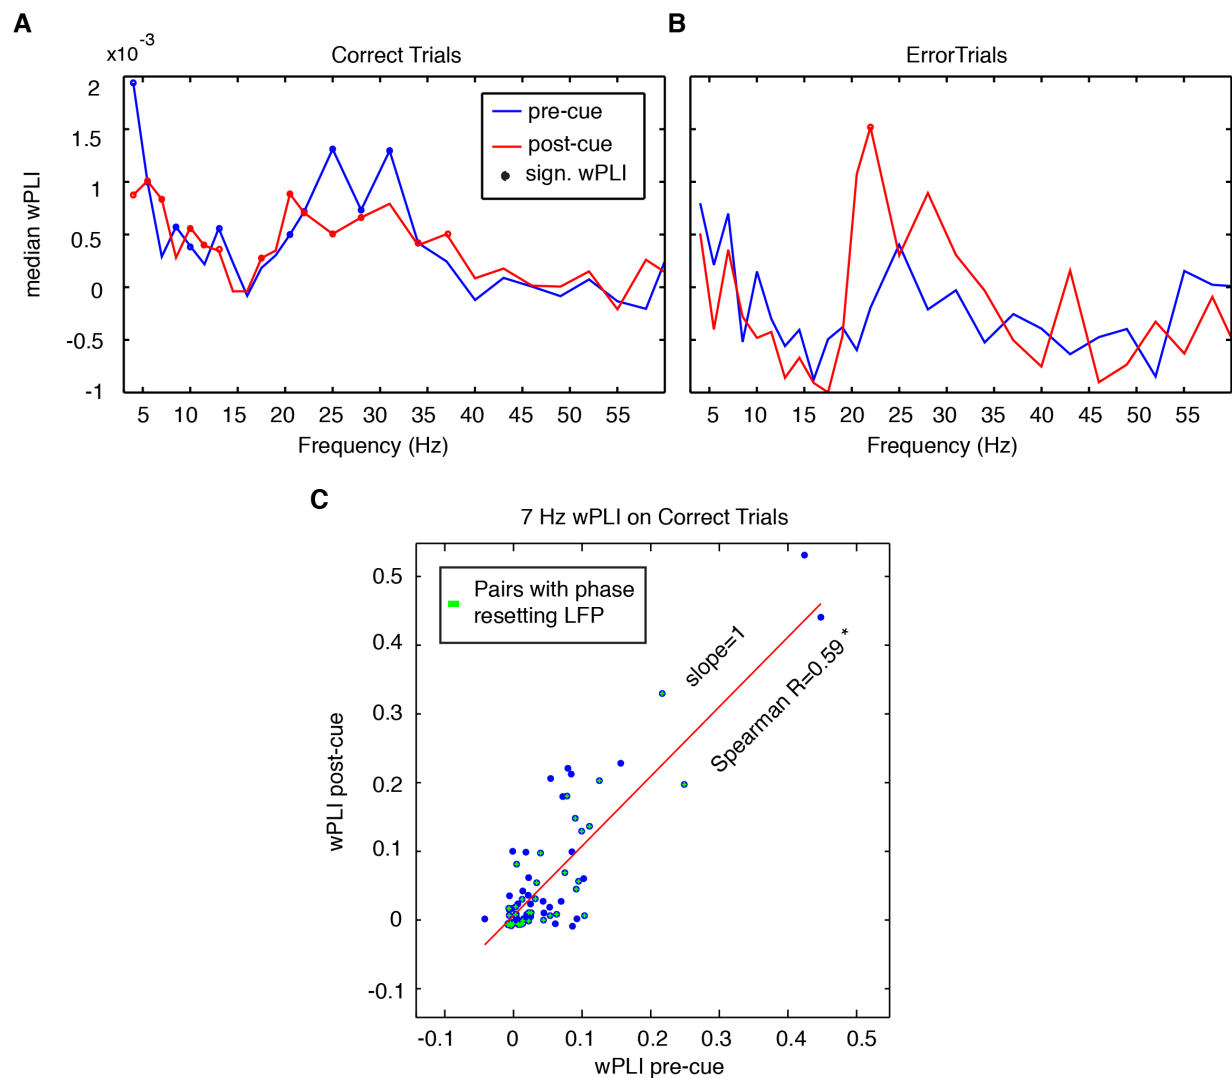 A
B
x10 -3
Correct Trials
ErrorTrials
2
1.5
1
0.5
0
-0.5
-1
median wPLI
pre-cue
post-cue
sign. wPLI
5 10 15 20 25 30 35 40 45 50 55
Frequency (Hz)
5 10 15 20 25 30 35 40 45 50 55
Frequency (Hz)
C
7 Hz wPLI on Correct Trials
Pairs with phase
resetting LFP
slope=1
Spearman R=0.59 *
0.5
0.4
0.3
0.2
0.1
0
-0.1
wPLI post-cue
-0.1 0 0.1 0.2 0.3 0.4 0.5
wPLI pre-cue